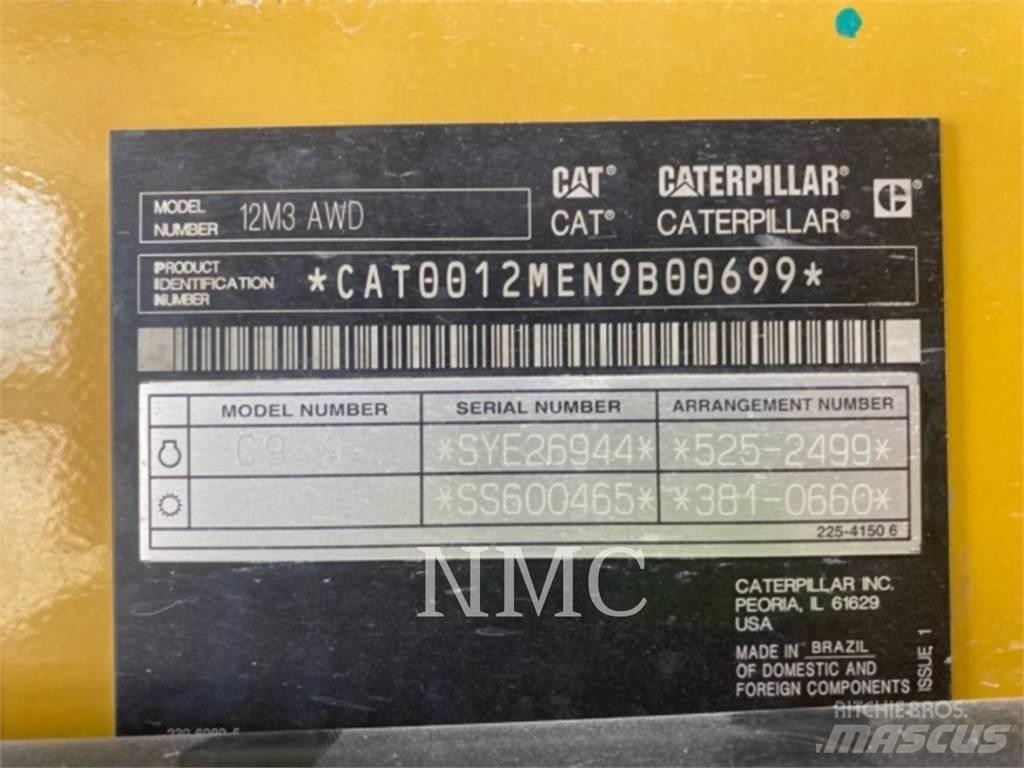 CAT® CATERPILLAR®
MODEL NUMBER 12M3 AWD
CAT® CATERPILLAR®
PRODUCT IDENTIFICATION NUMBER *CAT0012MEN9B00699*
MODEL NUMBER SERIAL NUMBER ARRANGEMENT NUMBER
*SYE26944* *525-2499*
*SS600465* *381-0660*
225-4150 6
NMC
CATERPILLAR INC.
PEORIA, IL 61629
USA
MADE IN BRAZIL
OF DOMESTIC AND
FOREIGN COMPONENTS
ISSUE 1
RITCHIE BROS.
MASCUS